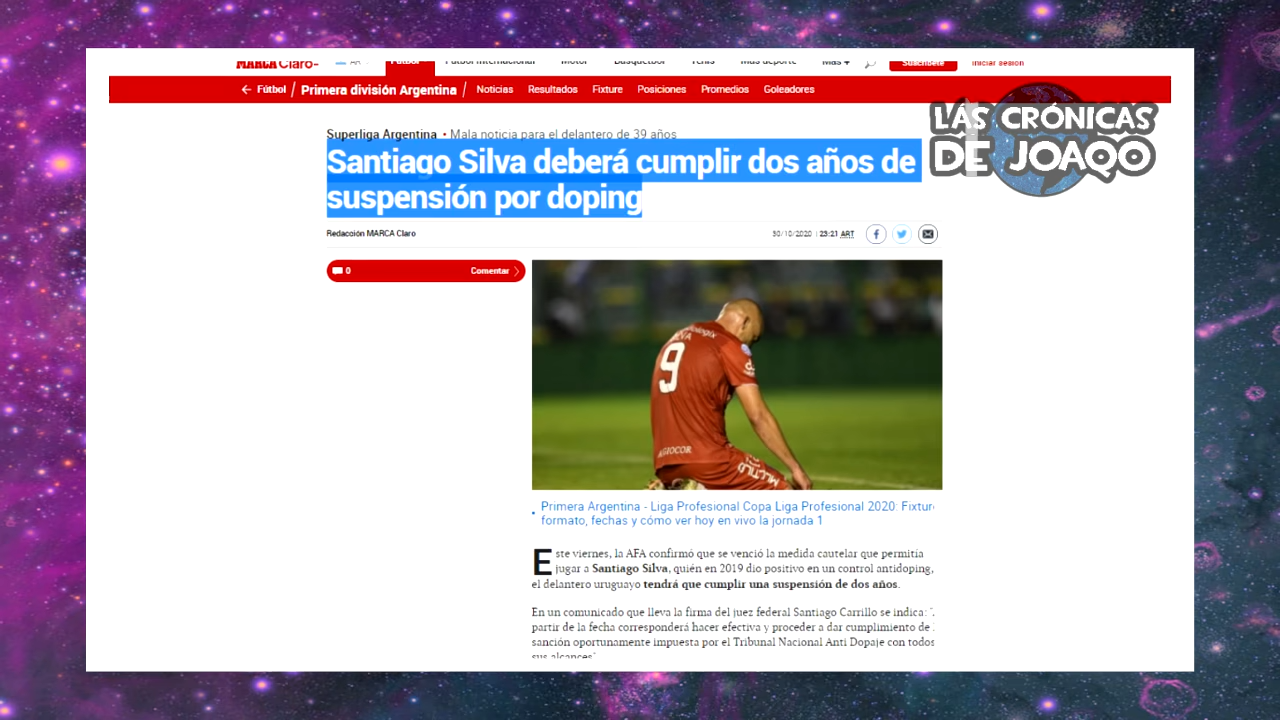 MARCA Claro
Fútbol Fútbol Internacional Motor Básquetbol Tenis Más deporte Más + Suscríbete Iniciar sesión
Fútbol / Primera división Argentina / Noticias Resultados Fixture Posiciones Promedios Goleadores
LAS CRÓNICAS
DE JOAQO
Superliga Argentina • Mala noticia para el delantero de 39 años
Santiago Silva deberá cumplir dos años de
suspensión por doping
Redacción MARCA Claro
30/10/2020 | 23:21 ART
0 Comentar
9
AGIOCOR
Primera Argentina - Liga Profesional Copa Liga Profesional 2020: Fixture
formato, fechas y cómo ver hoy en vivo la jornada 1
Este viernes, la AFA confirmó que se venció la medida cautelar que permitía
jugar a Santiago Silva, quién en 2019 dio positivo en un control antidoping,
el delantero uruguayo tendrá que cumplir una suspensión de dos años.
En un comunicado que lleva la firma del juez federal Santiago Carrillo se indica:
partir de la fecha corresponderá hacer efectiva y proceder a dar cumplimiento de
sanción oportunamente impuesta por el Tribunal Nacional Anti Dopaje con todos
sus alcances"